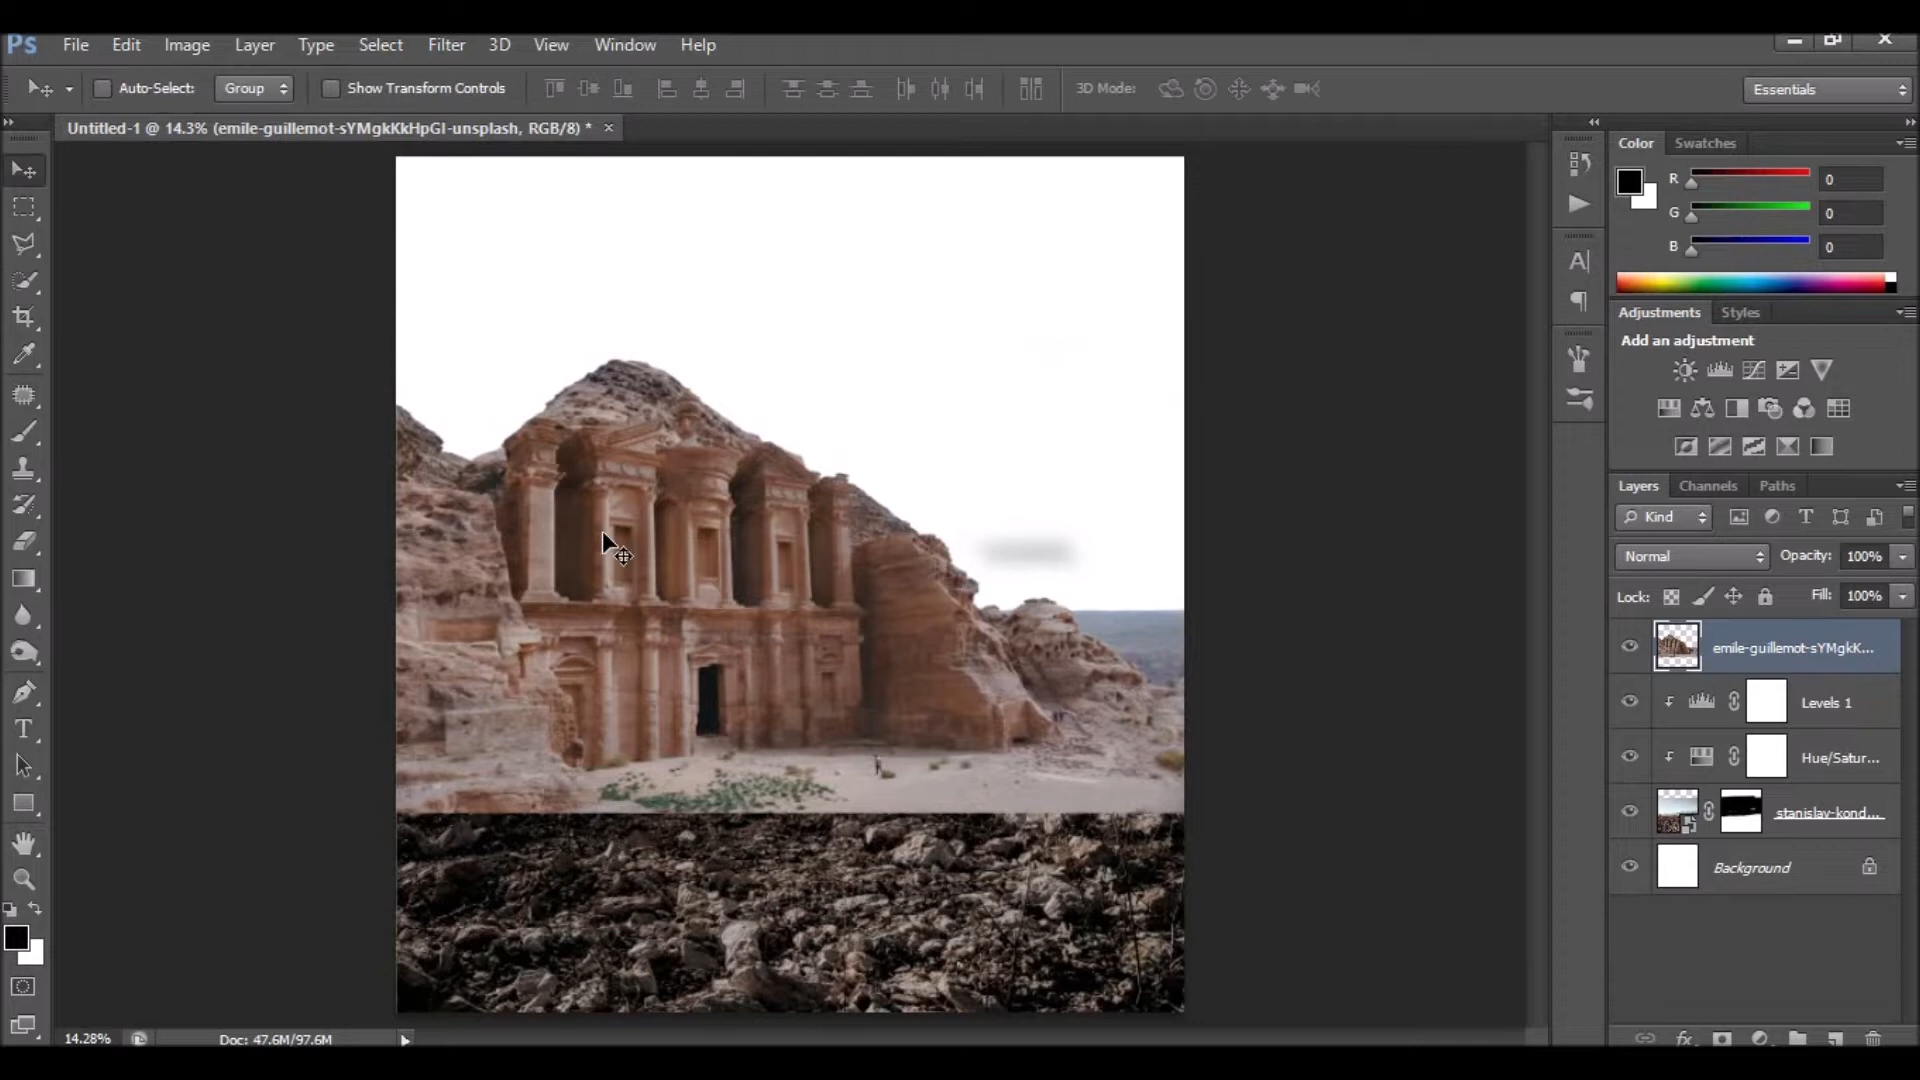 Ps File Edit Image Layer Type Select Filter 3D View Window Help
Auto-Select: Group Show Transform Controls 3D Mode: Essentials
Untitled-1 @ 14.3% (emile-guillemot-sYMgkKkHpGI-unsplash, RGB/8) * ×
Color Swatches
R 0
G 0
B 0
Adjustments Styles
Add an adjustment
Layers Channels Paths
Kind
Normal Opacity: 100%
Lock: Fill: 100%
emile-guillemot-sYMgkK...
Levels 1
Hue/Satur...
stanislav-kond...
Background
14.28% Doc: 47.6M/97.6M